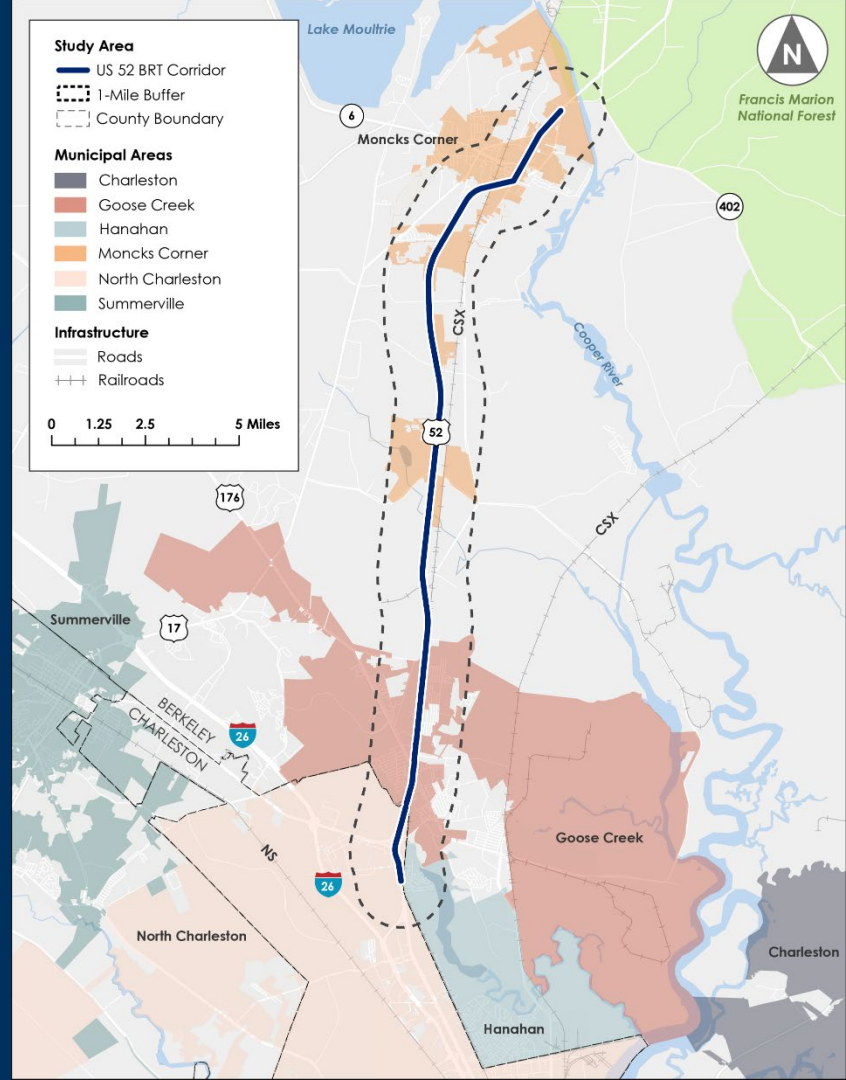 Study Area
US 52 BRT Corridor
1-Mile Buffer
County Boundary
Municipal Areas
Charleston
Goose Creek
Hanahan
Moncks Corner
North Charleston
Summerville
Infrastructure
Roads
Railroads
0 1.25 2.5 5 Miles
Lake Moultrie
N
Francis Marion
National Forest
6
Moncks Corner
402
CSX
Cooper River
52
176
CSX
Summerville
17
BERKELEY
CHARLESTON
26
NS
26
Goose Creek
North Charleston
Charleston
Hanahan